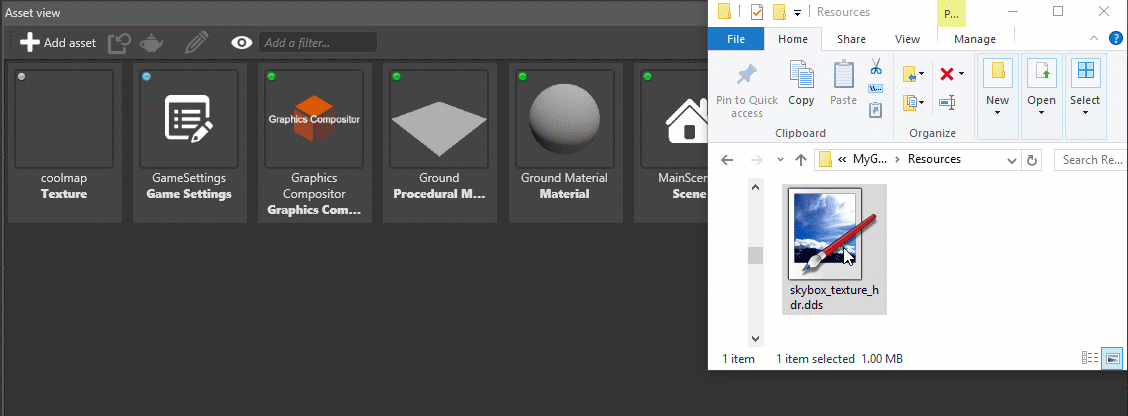 Asset view
Add asset
Add a filter...
coolmap
Texture
GameSettings
Game Settings
Graphics Compositor
Graphics
Compositor
Graphics Com...
Ground
Procedural M...
Ground Material
Material
MainScen
Scene
Resources
P...
File
Home
Share
View
Manage
Pin to Quick
access
Copy
Paste
Clipboard
Organize
New
Open
Select
« MyG... › Resources
Search Re...
skybox_texture_h
dr.dds
1 item
1 item selected 1.00 MB